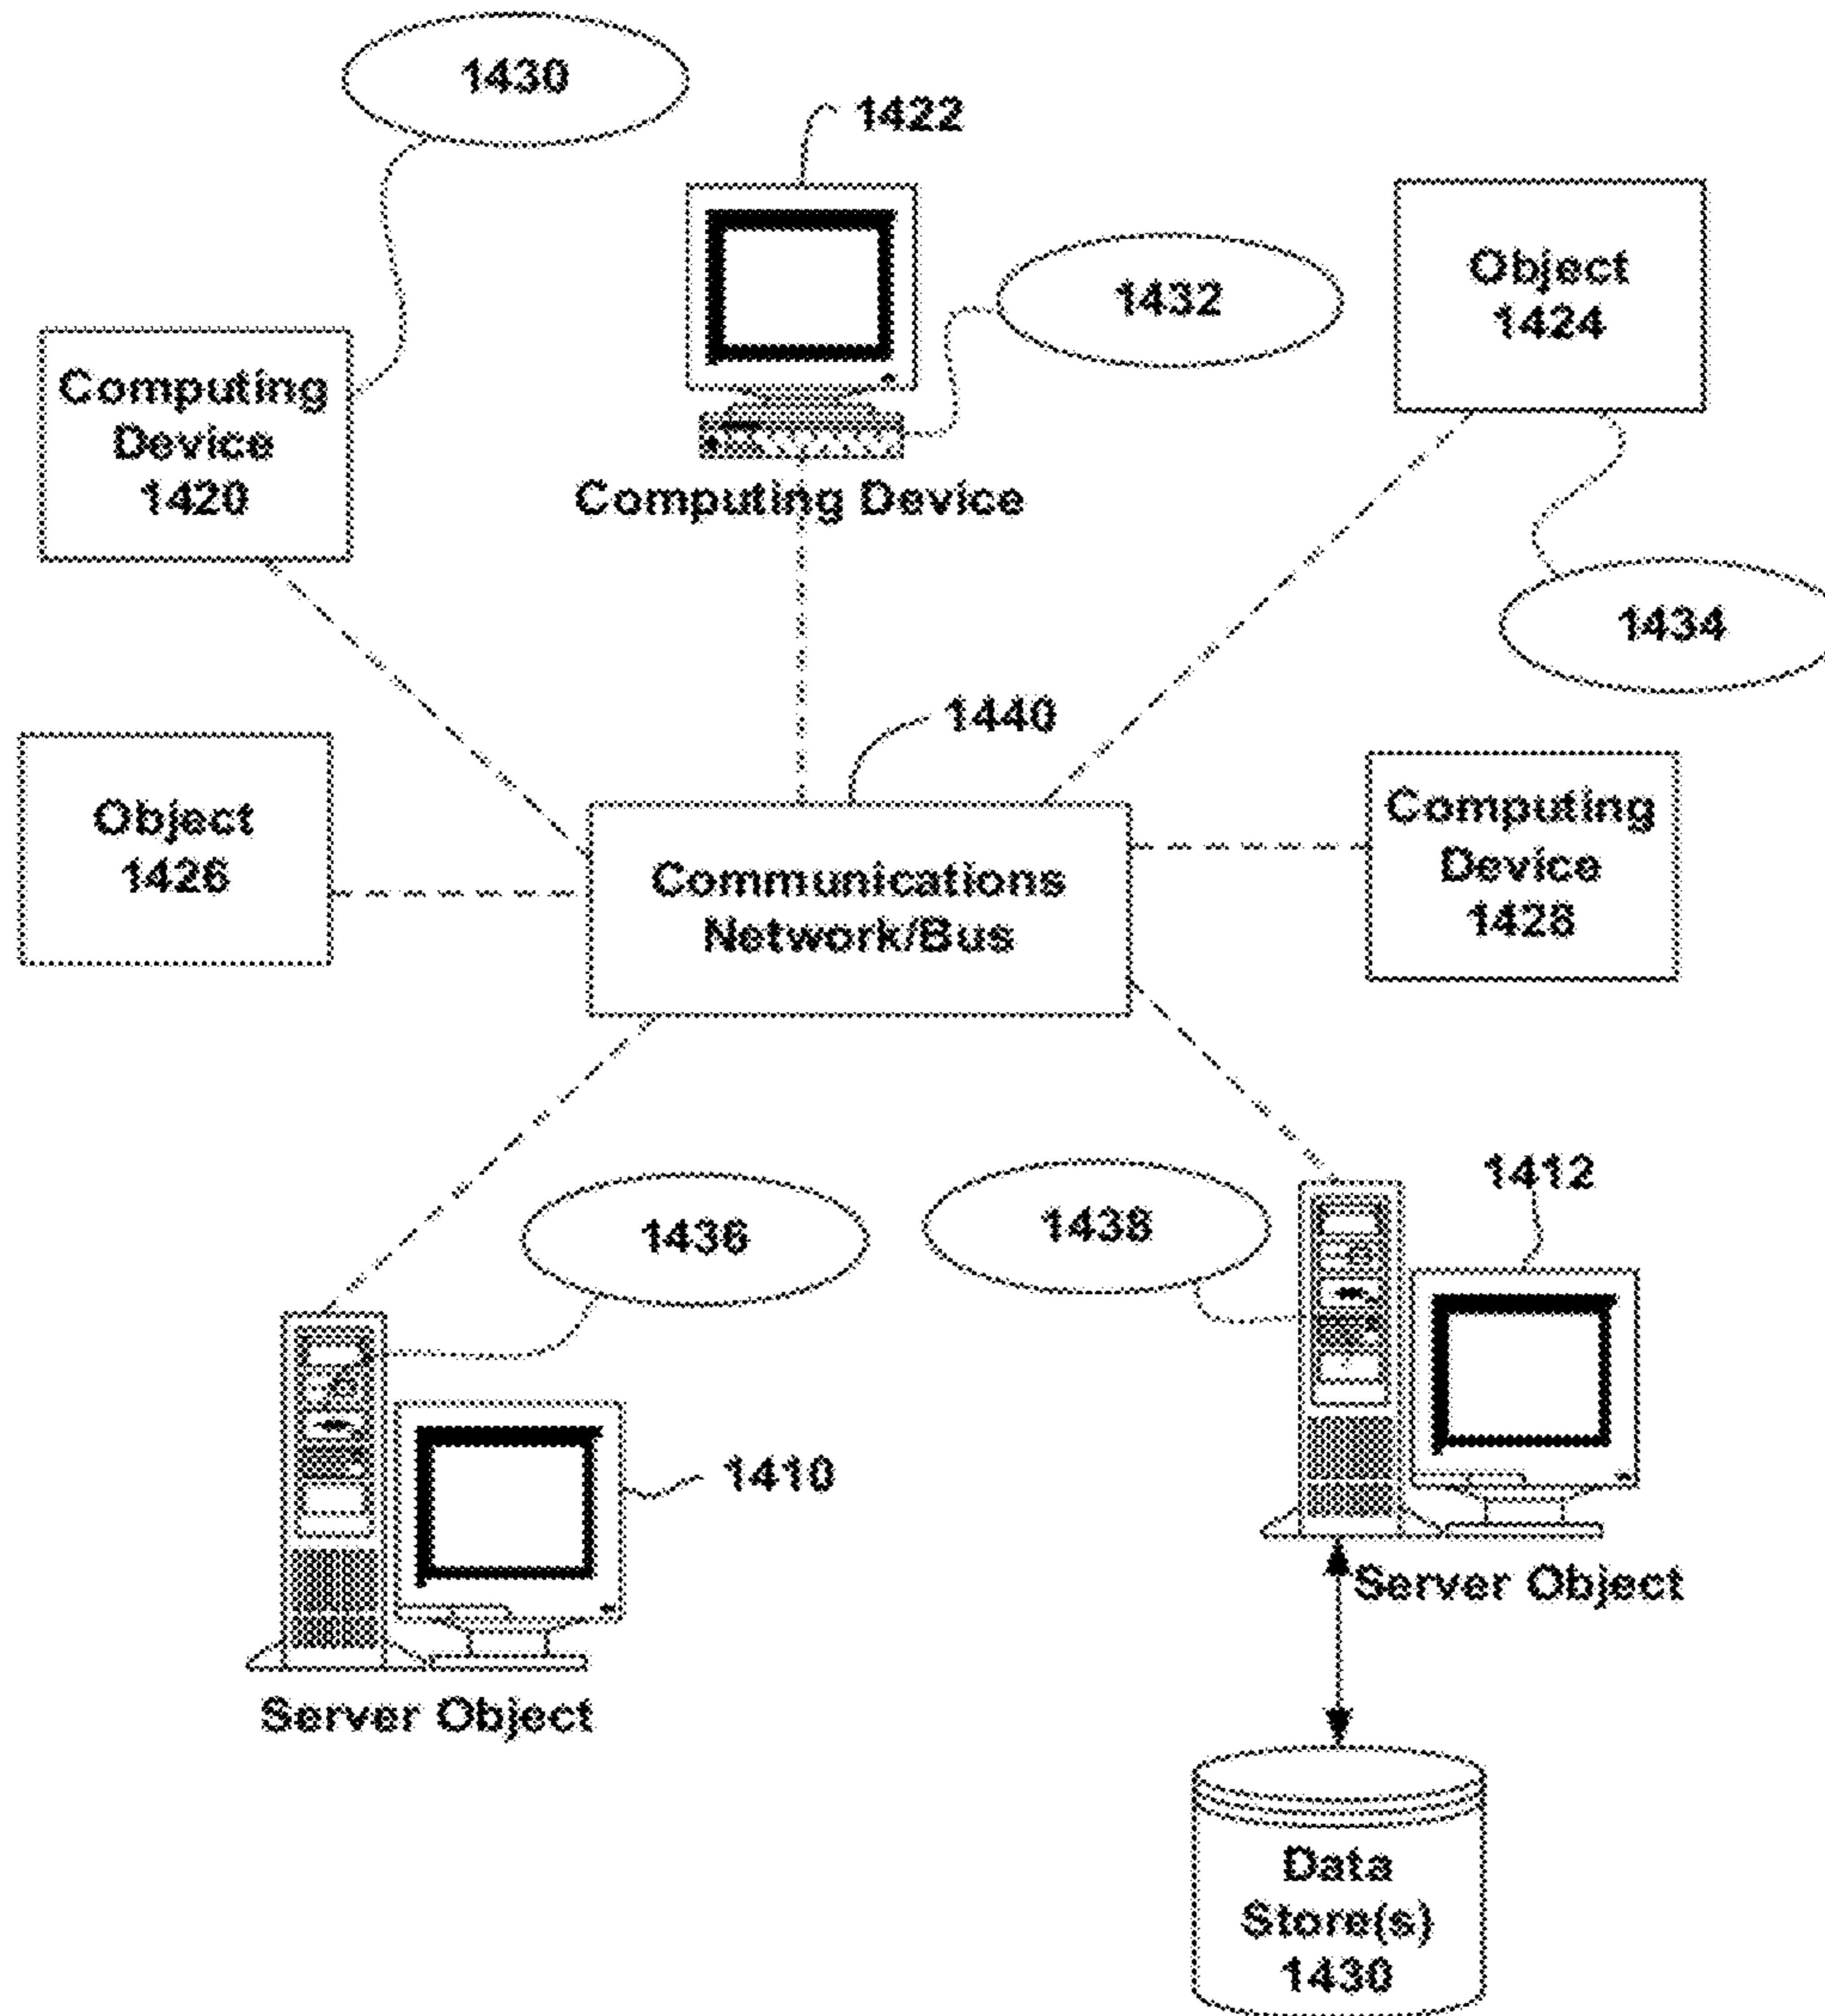 1430
1422
1432
Object
1424
Computing
Device
1420
Computing Device
1434
1440
Object
1426
Computing
Device
1428
Communications
Network/Bus
1412
1436
1438
1410
Server Object
Server Object
Data
Store(s)
1430